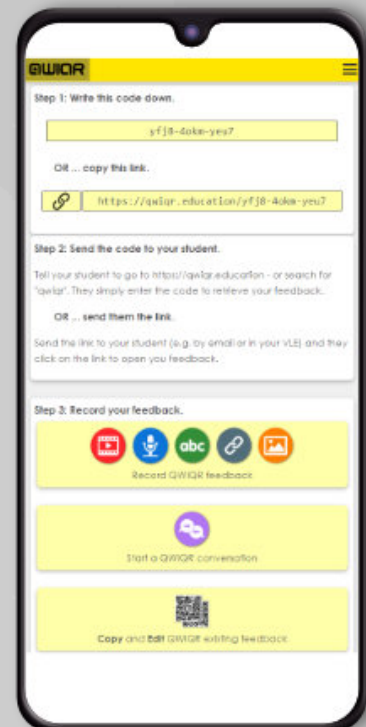 QWIQR
Step 1: Write this code down.
yfj8-4okm-yeu7
OR ... copy this link.
https://qwiqr.education/yfj8-4okm-yeu7
Step 2: Send the code to your student.
Tell your student to go to https://qwiqr.education - or search for
"qwiqr". They simply enter the code to retrieve your feedback.
OR ... send them the link.
Send the link to your student (e.g. by email or in your VLE) and they
click on the link to open you feedback.
Step 3: Record your feedback.
abc
Record QWIQR feedback
Start a QWIQR conversation
Copy and Edit QWIQR existing feedback